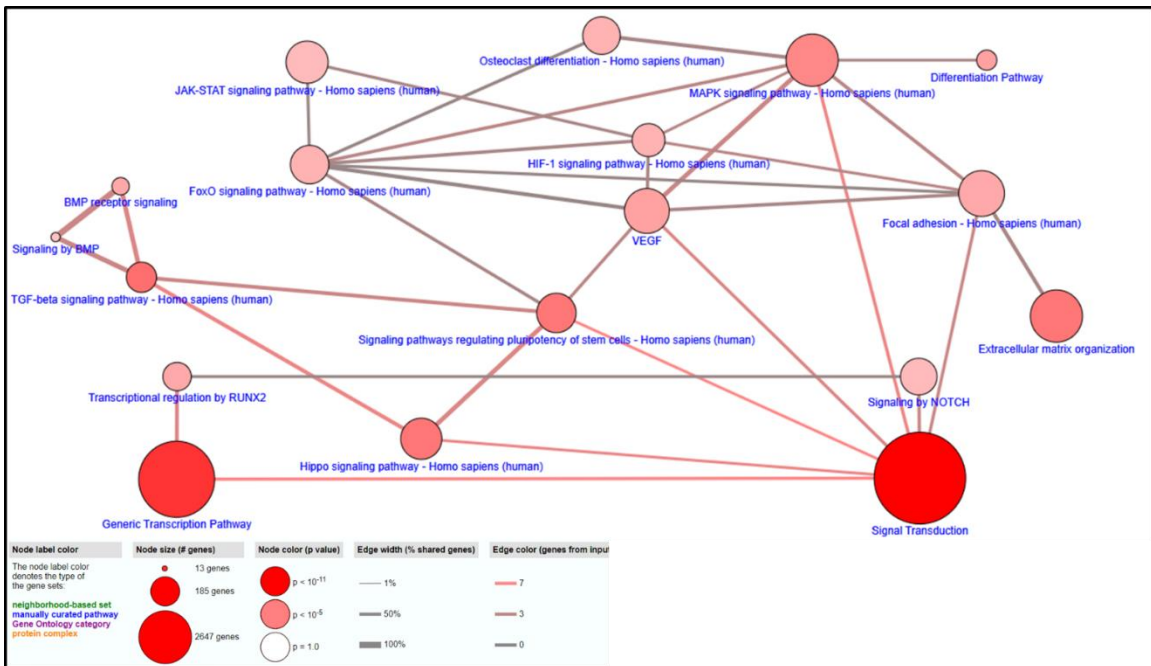 Osteoclast differentiation - Homo sapiens (human)
Differentiation Pathway
JAK-STAT signaling pathway - Homo sapiens (human)
MAPK signaling pathway - Homo sapiens (human)
HIF-1 signaling pathway - Homo sapiens (human)
FoxO signaling pathway - Homo sapiens (human)
BMP receptor signaling
Focal adhesion - Homo sapiens (human)
VEGF
Signaling by BMP
TGF-beta signaling pathway - Homo sapiens (human)
Signaling pathways regulating pluripotency of stem cells - Homo sapiens (human)
Extracellular matrix organization
Transcriptional regulation by RUNX2
Signaling by NOTCH
Hippo signaling pathway - Homo sapiens (human)
Generic Transcription Pathway
Signal Transduction
Node label color
The node label color
denotes the type of
the gene sets:
neighborhood-based set
manually curated pathway
Gene Ontology category
protein complex
Node size (# genes)
13 genes
185 genes
2647 genes
Node color (p value)
p < 10-11
p < 10-5
p = 1.0
Edge width (% shared genes)
1%
50%
100%
Edge color (genes from input
7
3
0